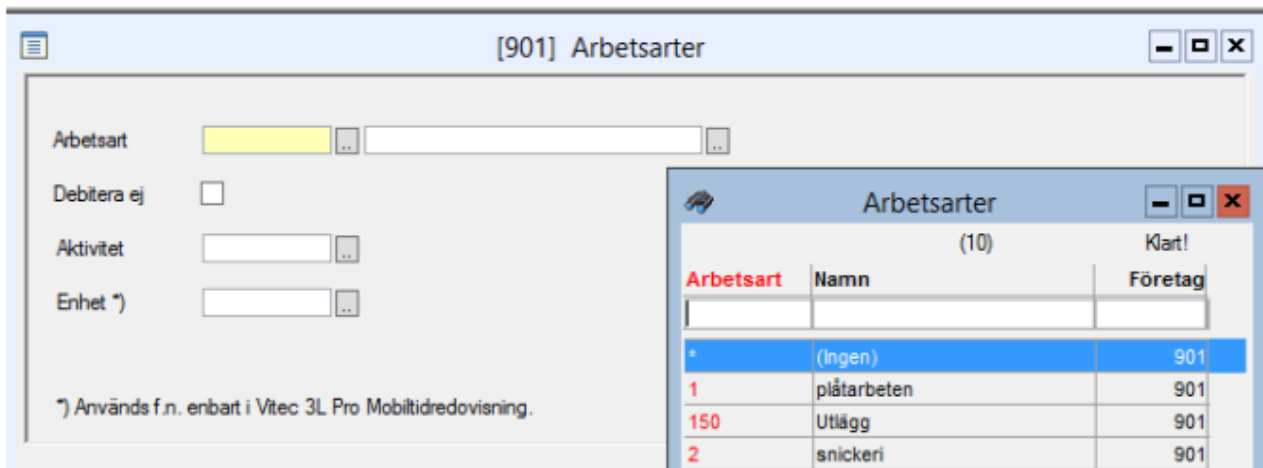 [901] Arbetsarter
Arbetsart .. ..
Debitera ej
Aktivitet ..
Enhet *) ..
*) Används f.n. enbart i Vitec 3L Pro Mobiltidredovisning.
Arbetsarter
(10) Klart!
Arbetsart Namn Företag
* (Ingen) 901
1 plåtarbeten 901
150 Utlägg 901
2 snickeri 901